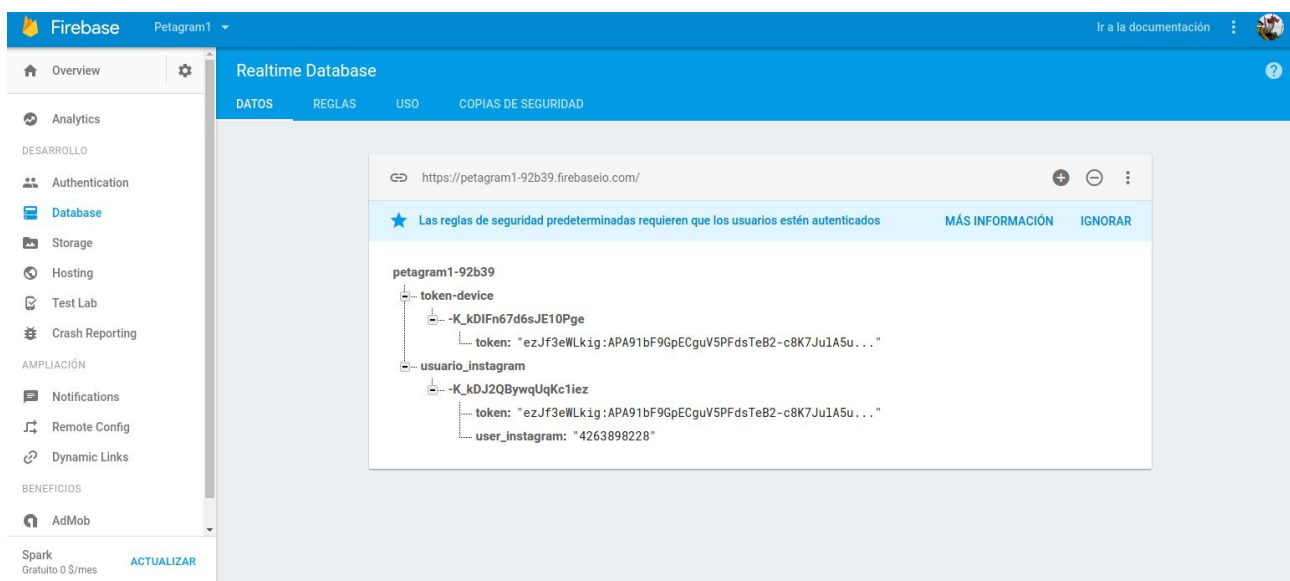 Firebase
Petagram1
Ir a la documentación
Overview
Analytics
DESARROLLO
Authentication
Database
Storage
Hosting
Test Lab
Crash Reporting
AMPLIACIÓN
Notifications
Remote Config
Dynamic Links
BENEFICIOS
AdMob
Spark
Gratuito 0 $/mes
ACTUALIZAR
Realtime Database
DATOS REGLAS USO COPIAS DE SEGURIDAD
https://petagram1-92b39.firebaseio.com/
Las reglas de seguridad predeterminadas requieren que los usuarios estén autenticados MÁS INFORMACIÓN IGNORAR
petagram1-92b39
token-device
-K_kDIFn67d6sJE10Pge
token: "ezJf3eWLkig:APA91bF9GpECguV5PFdsTeB2-c8K7JulA5u..."
usuario_instagram
-K_kDJ2QBywqUqKc1iez
token: "ezJf3eWLkig:APA91bF9GpECguV5PFdsTeB2-c8K7JulA5u..."
user_instagram: "4263898228"